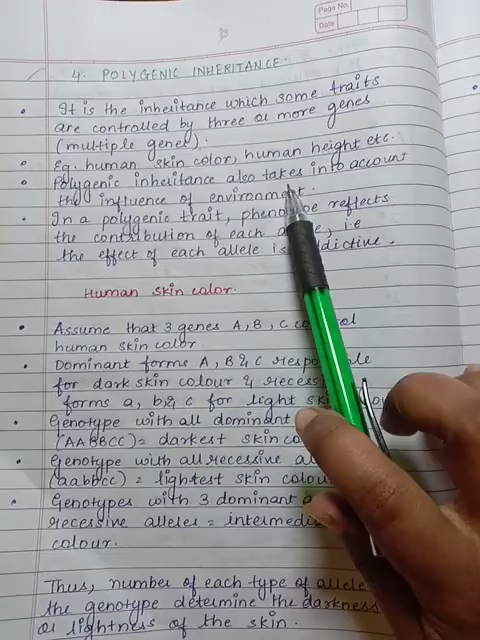 Page No.
Date
4. POLYGENIC INHERITANCE.
• It is the inheritance which some traits
are controlled by three or more genes
(multiple genes).
• Eg. human skin color, human height etc.
• Polygenic inheritance also takes into account
the influence of environment.
• In a polygenic trait, phenotype reflects
the contribution of each allele, i.e
the effect of each allele is addictive.
Human skin color.
• Assume that 3 genes A, B, C control
human skin color.
• Dominant forms A, B & C responsible
for dark skin colour & recess
forms a, b & c for light skin
• Genotype with all dominant
(AABBCC) = darkest skin co
• Genotype with all recessive al
(aabbcc) = lightest skin colou
• Genotypes with 3 dominant a
recessive alleles = intermedi
colour.
Thus, number of each type of allele
the genotype determine the darkness
or lightness of the skin.